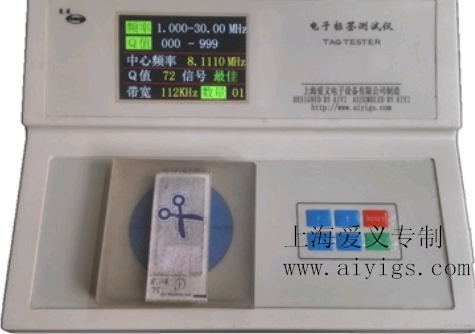 频率 1.000-30.00 MHz
Q值 000 - 999
中心频率 8.1110 MHz
Q值 72 信号 最佳
带宽 112KHz 数量 01
电子标签测试仪
TAG TESTER
上海爱义电子设备有限公司制造
DESIGNED BY AIYI ASSEMBLED BY AIYI
www.aiyigs.com
RESET
上海爱义专制
www.aiyigs.com